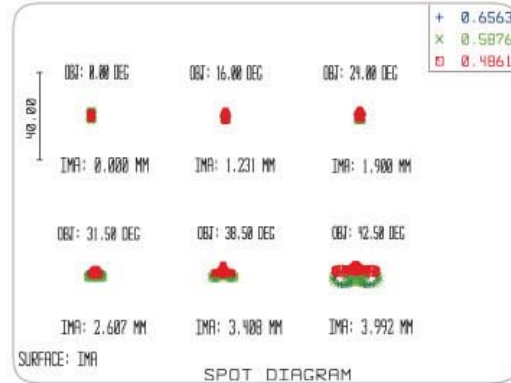 + 0.6563
× 0.5876
0.4861
OBJ: 0.00 DEG OBJ: 16.00 DEG OBJ: 24.00 DEG
40.00
IMA: 0.000 MM IMA: 1.231 MM IMA: 1.900 MM
OBJ: 31.50 DEG OBJ: 38.50 DEG OBJ: 42.50 DEG
IMA: 2.607 MM IMA: 3.408 MM IMA: 3.992 MM
SURFACE: IMA
SPOT DIAGRAM